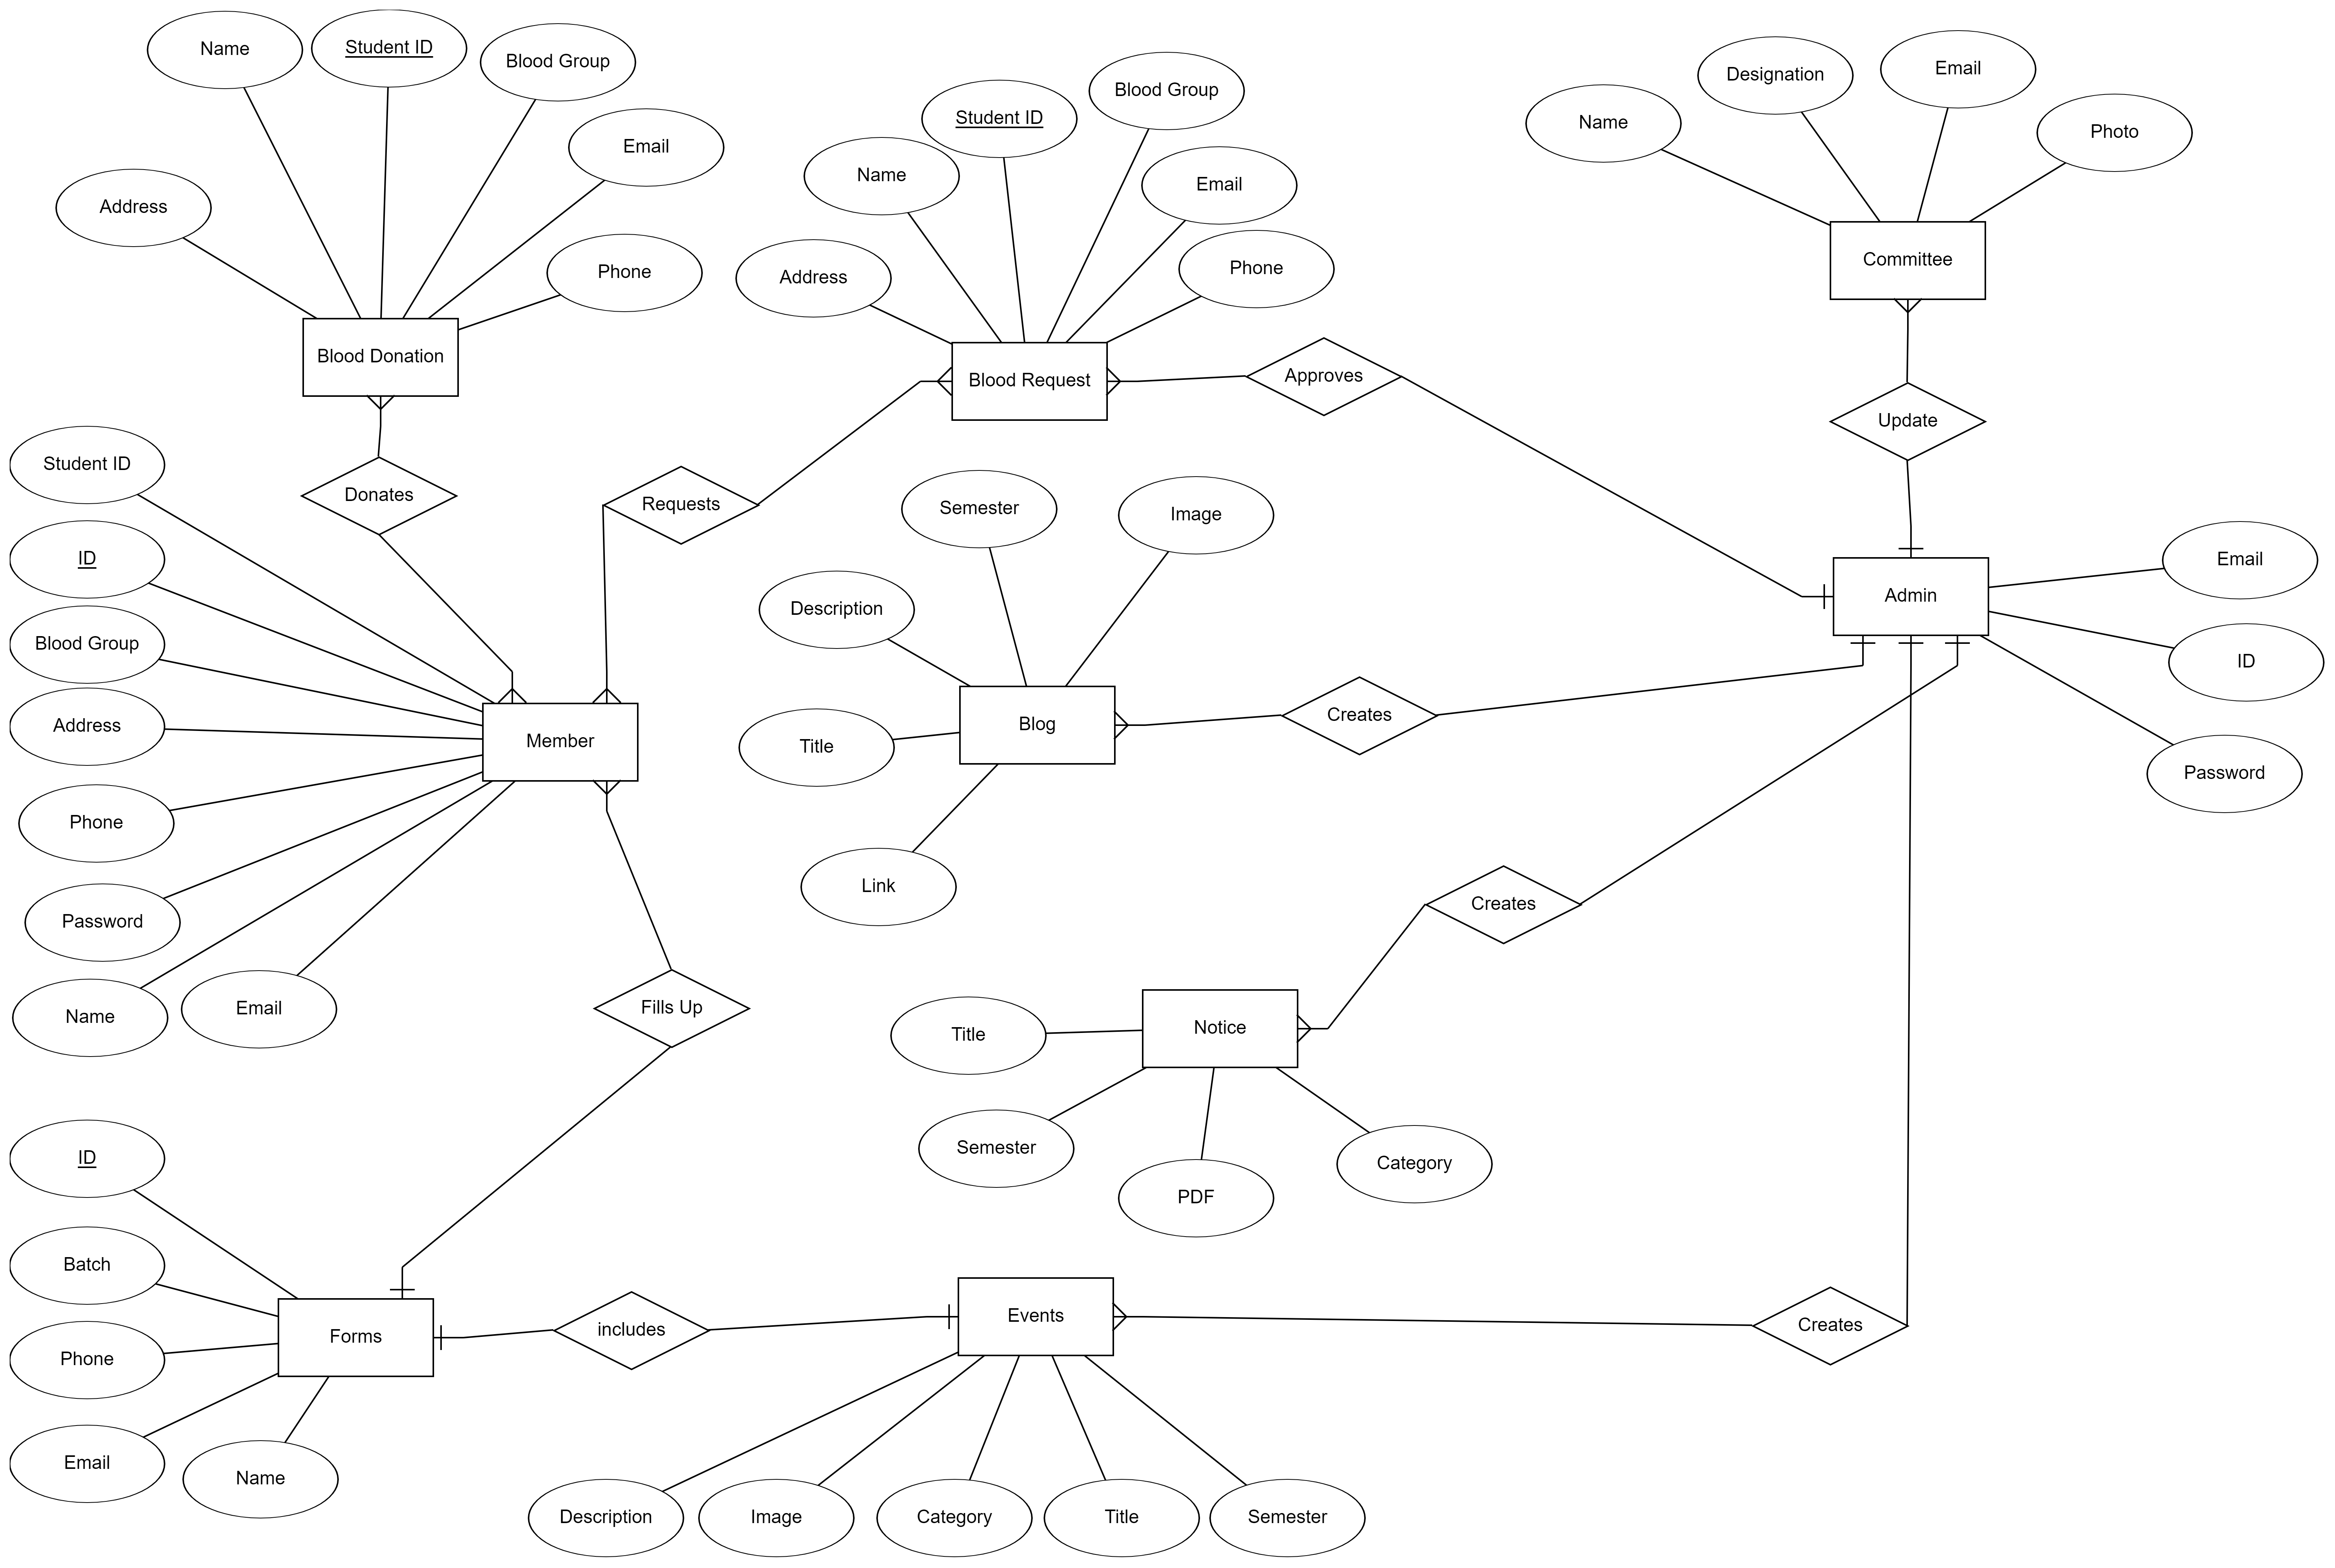 Name
Student ID
Blood Group
Email
Address
Phone
Blood Donation
Student ID
Blood Group
Name
Email
Address
Phone
Blood Request
Approves
Designation
Email
Name
Photo
Committee
Update
Student ID
Donates
Requests
ID
Blood Group
Address
Member
Phone
Password
Name
Email
Semester
Image
Description
Title
Blog
Creates
Link
Admin
Email
ID
Password
Creates
Fills Up
Title
Notice
Semester
PDF
Category
ID
Batch
Phone
Forms
Email
Name
includes
Events
Creates
Description
Image
Category
Title
Semester